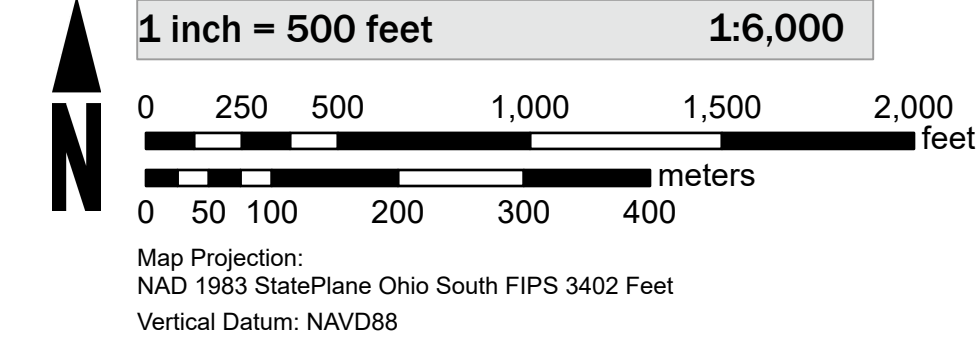 1 inch = 500 feet 1:6,000
0 250 500 1,000 1,500 2,000
feet
N
meters
0 50 100 200 300 400
Map Projection:
NAD 1983 StatePlane Ohio South FIPS 3402 Feet
Vertical Datum: NAVD88